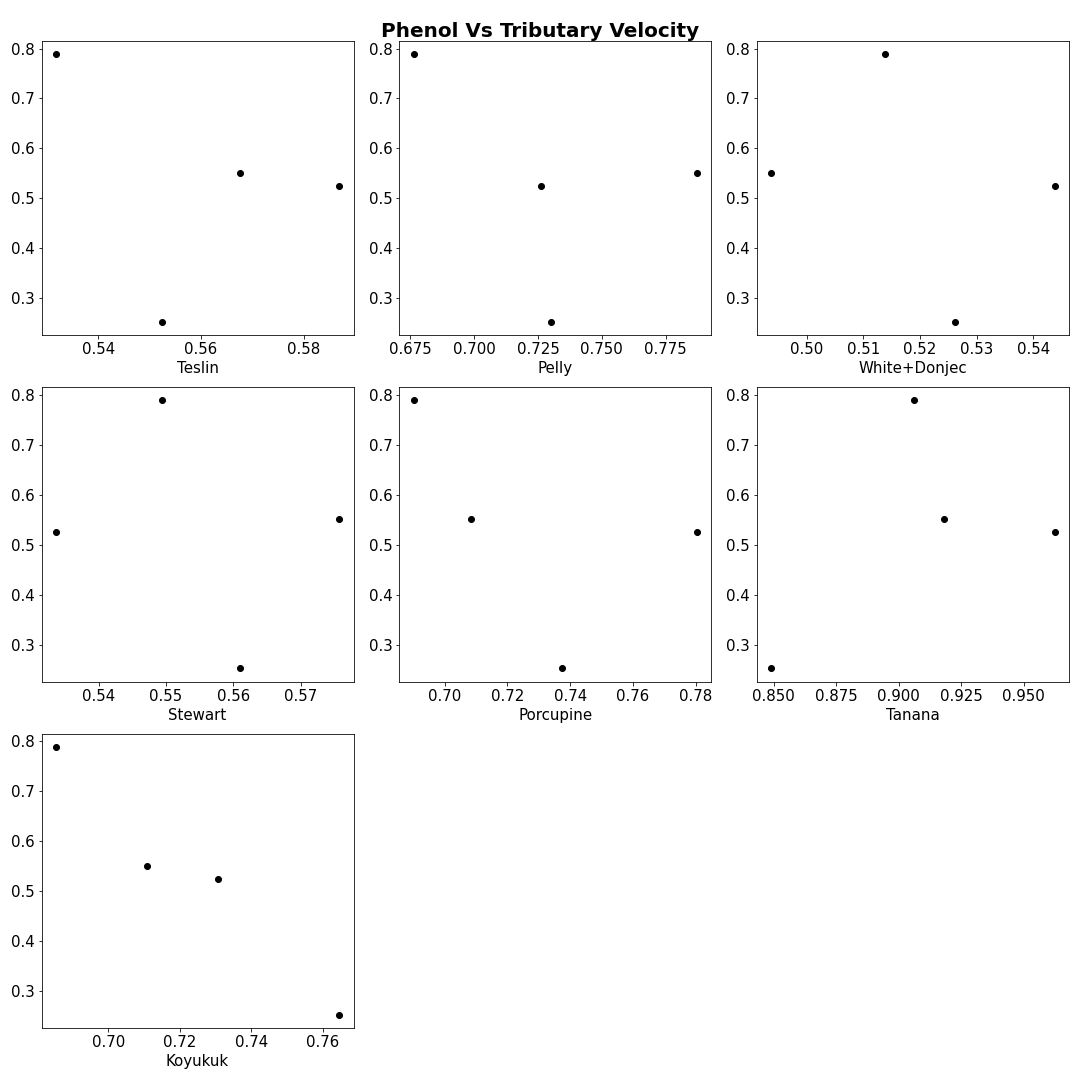 Phenol Vs Tributary Velocity
0.8 0.7 0.6 0.5 0.4 0.3
0.54 0.56 0.58
Teslin
0.8 0.7 0.6 0.5 0.4 0.3
0.675 0.700 0.725 0.750 0.775
Pelly
0.8 0.7 0.6 0.5 0.4 0.3
0.50 0.51 0.52 0.53 0.54
White+Donjec
0.8 0.7 0.6 0.5 0.4 0.3
0.54 0.55 0.56 0.57
Stewart
0.8 0.7 0.6 0.5 0.4 0.3
0.70 0.72 0.74 0.76 0.78
Porcupine
0.8 0.7 0.6 0.5 0.4 0.3
0.850 0.875 0.900 0.925 0.950
Tanana
0.8 0.7 0.6 0.5 0.4 0.3
0.70 0.72 0.74 0.76
Koyukuk